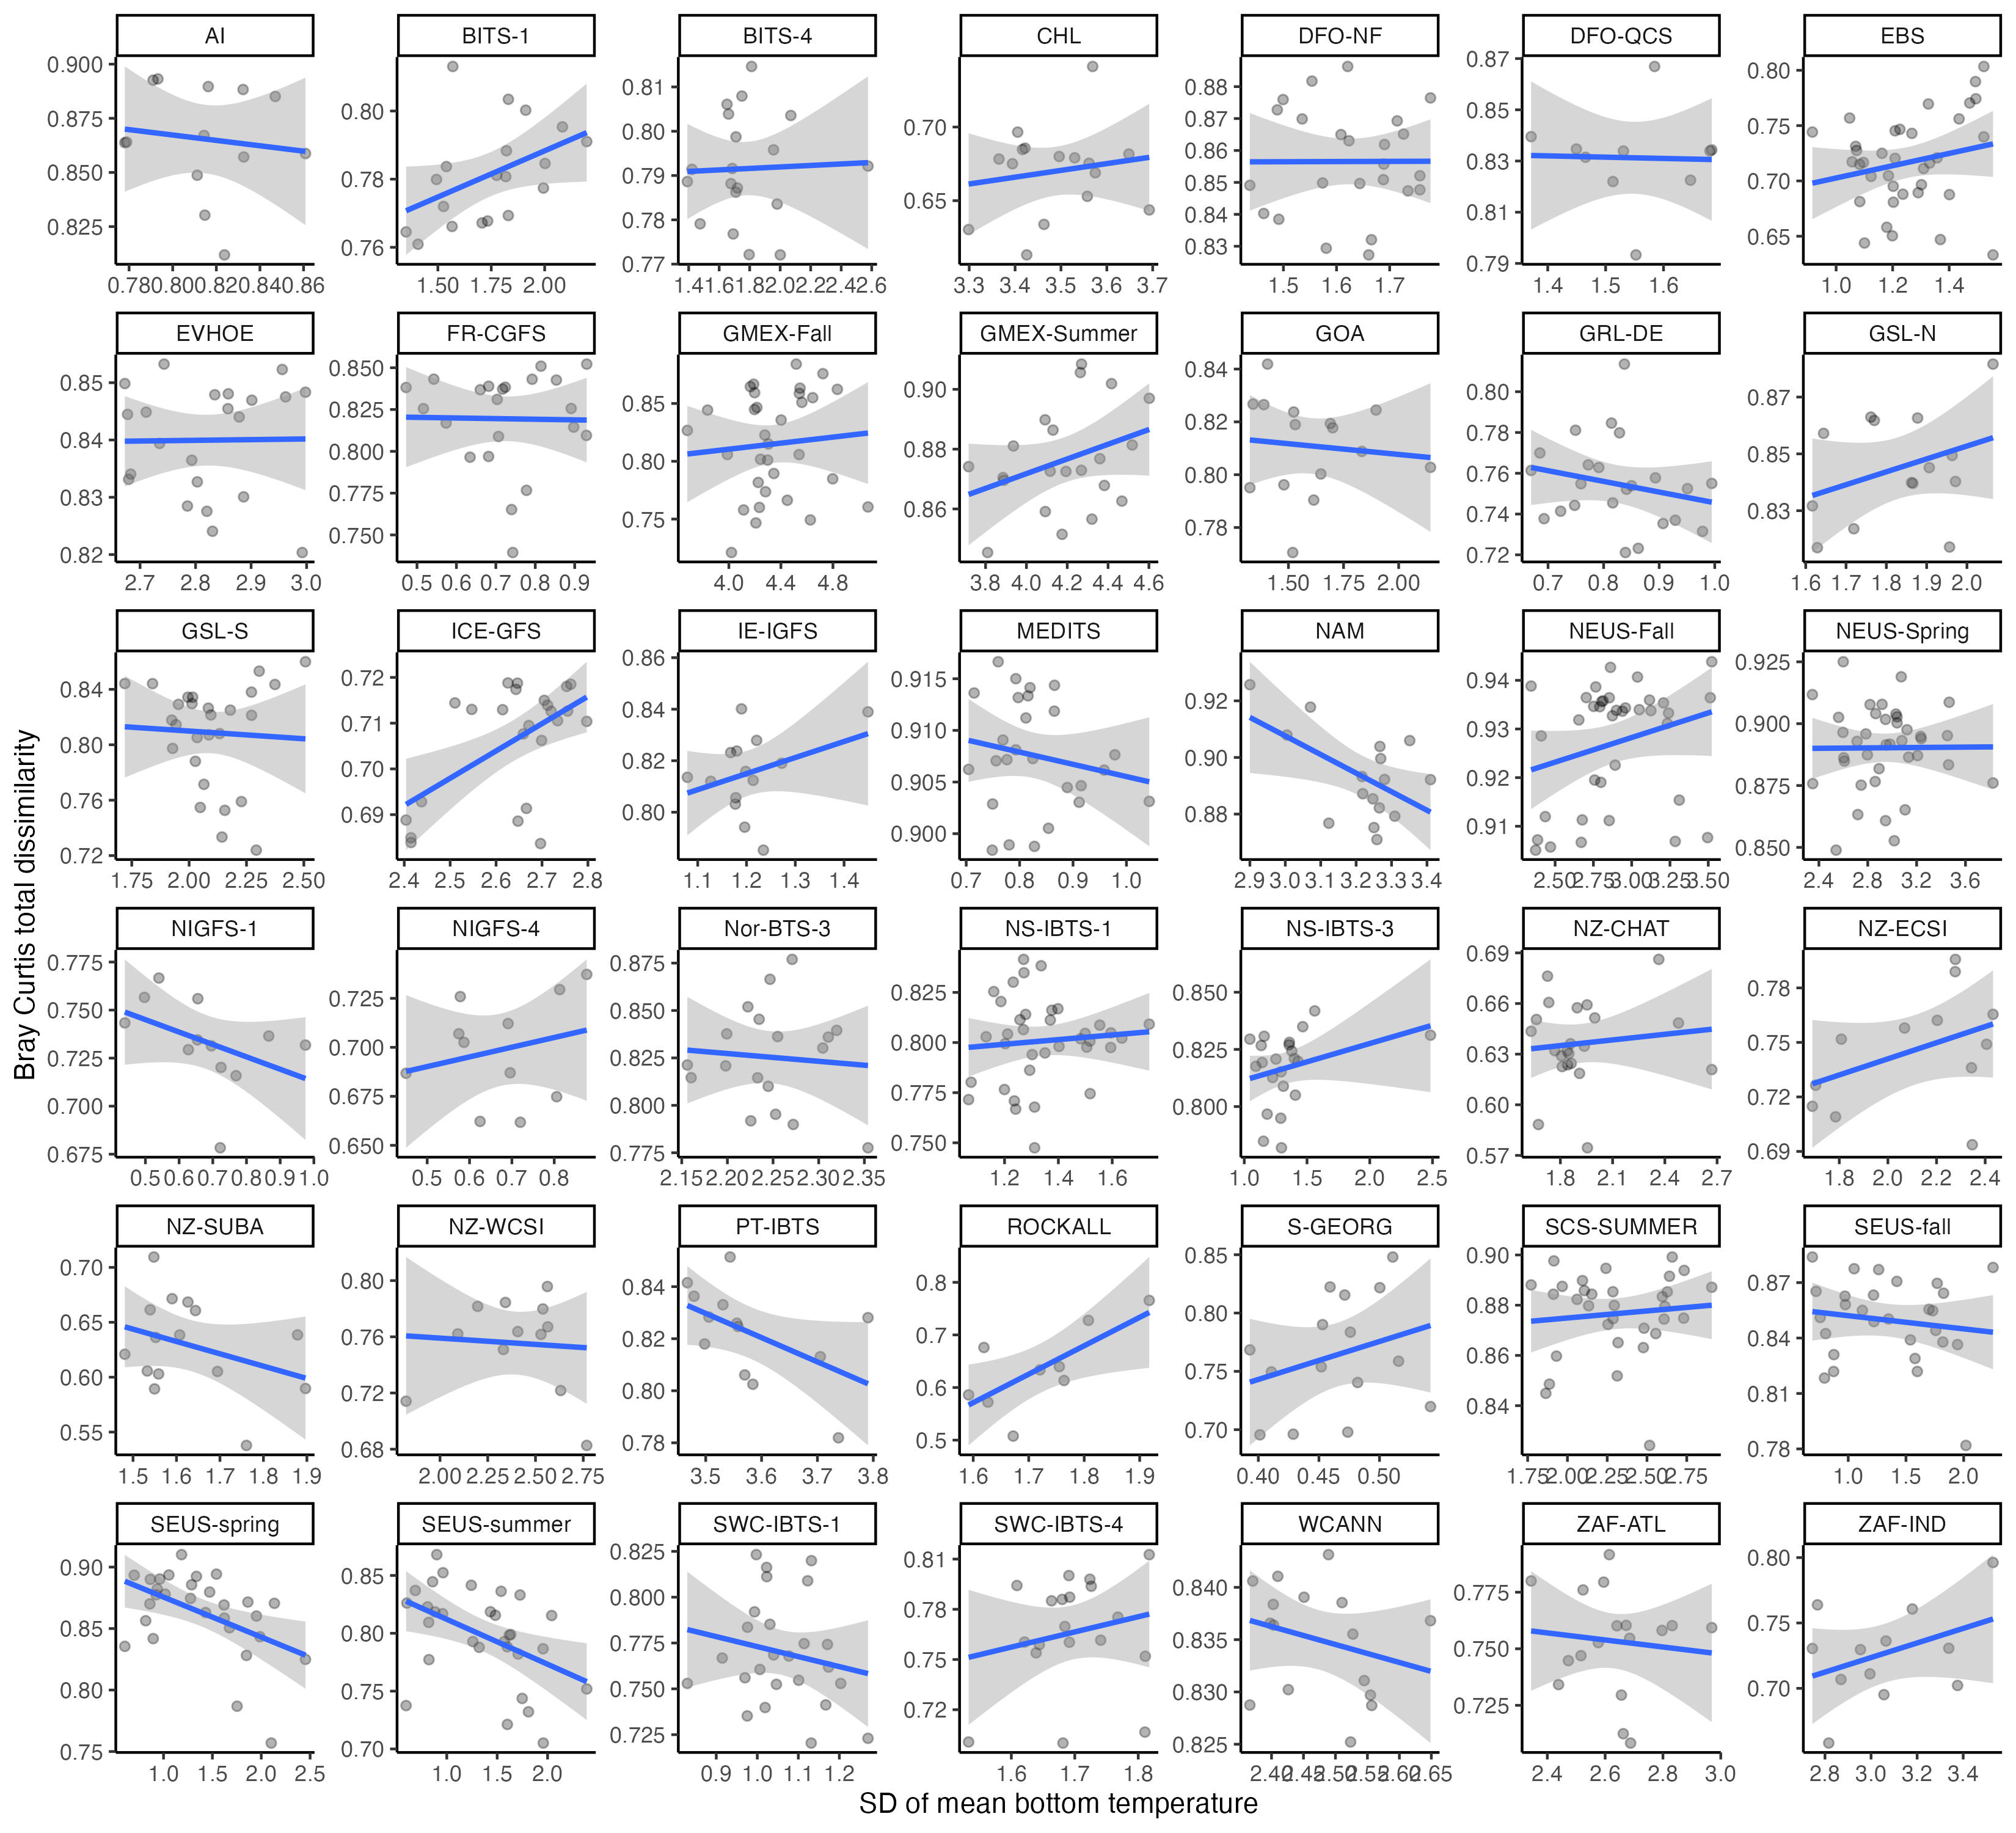 Bray Curtis total dissimilarity
AI
0.900
0.875
0.850
0.825
0.78 0.80 0.82 0.84 0.86
BITS-1
0.80
0.78
0.76
1.50 1.75 2.00
BITS-4
0.81
0.80
0.79
0.78
0.77
1.4 1.6 1.8 2.0 2.2 2.4 2.6
CHL
0.70
0.65
3.3 3.4 3.5 3.6 3.7
DFO-NF
0.88
0.87
0.86
0.85
0.84
0.83
1.5 1.6 1.7
DFO-QCS
0.87
0.85
0.83
0.81
0.79
1.4 1.5 1.6
EBS
0.80
0.75
0.70
0.65
1.0 1.2 1.4
EVHOE
0.85
0.84
0.83
0.82
2.7 2.8 2.9 3.0
FR-CGFS
0.850
0.825
0.800
0.775
0.750
0.5 0.6 0.7 0.8 0.9
GMEX-Fall
0.85
0.80
0.75
4.0 4.4 4.8
GMEX-Summer
0.90
0.88
0.86
3.8 4.0 4.2 4.4 4.6
GOA
0.84
0.82
0.80
0.78
1.50 1.75 2.00
GRL-DE
0.80
0.78
0.76
0.74
0.72
0.7 0.8 0.9 1.0
GSL-N
0.87
0.85
0.83
1.6 1.7 1.8 1.9 2.0
GSL-S
0.84
0.80
0.76
0.72
1.75 2.00 2.25 2.50
ICE-GFS
0.72
0.71
0.70
0.69
2.4 2.5 2.6 2.7 2.8
IE-IGFS
0.86
0.84
0.82
0.80
1.1 1.2 1.3 1.4
MEDITS
0.915
0.910
0.905
0.900
0.7 0.8 0.9 1.0
NAM
0.92
0.90
0.88
2.9 3.0 3.1 3.2 3.3 3.4
NEUS-Fall
0.94
0.93
0.92
0.91
2.50 2.75 3.00 3.25 3.50
NEUS-Spring
0.925
0.900
0.875
0.850
2.4 2.8 3.2 3.6
NIGFS-1
0.775
0.750
0.725
0.700
0.675
0.5 0.6 0.7 0.8 0.9 1.0
NIGFS-4
0.725
0.700
0.675
0.650
0.5 0.6 0.7 0.8
Nor-BTS-3
0.875
0.850
0.825
0.800
0.775
2.15 2.20 2.25 2.30 2.35
NS-IBTS-1
0.825
0.800
0.775
0.750
1.2 1.4 1.6
NS-IBTS-3
0.850
0.825
0.800
1.0 1.5 2.0 2.5
NZ-CHAT
0.69
0.66
0.63
0.60
0.57
1.8 2.1 2.4 2.7
NZ-ECSI
0.78
0.75
0.72
0.69
1.8 2.0 2.2 2.4
NZ-SUBA
0.70
0.65
0.60
0.55
1.5 1.6 1.7 1.8 1.9
NZ-WCSI
0.80
0.76
0.72
0.68
2.00 2.25 2.50 2.75
PT-IBTS
0.84
0.82
0.80
0.78
3.5 3.6 3.7 3.8
ROCKALL
0.8
0.7
0.6
0.5
1.6 1.7 1.8 1.9
S-GEORG
0.85
0.80
0.75
0.70
0.40 0.45 0.50
SCS-SUMMER
0.90
0.88
0.86
0.84
1.75 2.00 2.25 2.50 2.75
SEUS-fall
0.87
0.84
0.81
0.78
1.0 1.5 2.0
SEUS-spring
0.90
0.85
0.80
0.75
1.0 1.5 2.0 2.5
SEUS-summer
0.85
0.80
0.75
0.70
1.0 1.5 2.0
SWC-IBTS-1
0.825
0.800
0.775
0.750
0.725
0.9 1.0 1.1 1.2
SWC-IBTS-4
0.81
0.78
0.75
0.72
1.6 1.7 1.8
WCANN
0.840
0.835
0.830
0.825
2.40 2.45 2.50 2.55 2.60 2.65
ZAF-ATL
0.775
0.750
0.725
2.4 2.6 2.8 3.0
ZAF-IND
0.80
0.75
0.70
2.8 3.0 3.2 3.4
SD of mean bottom temperature